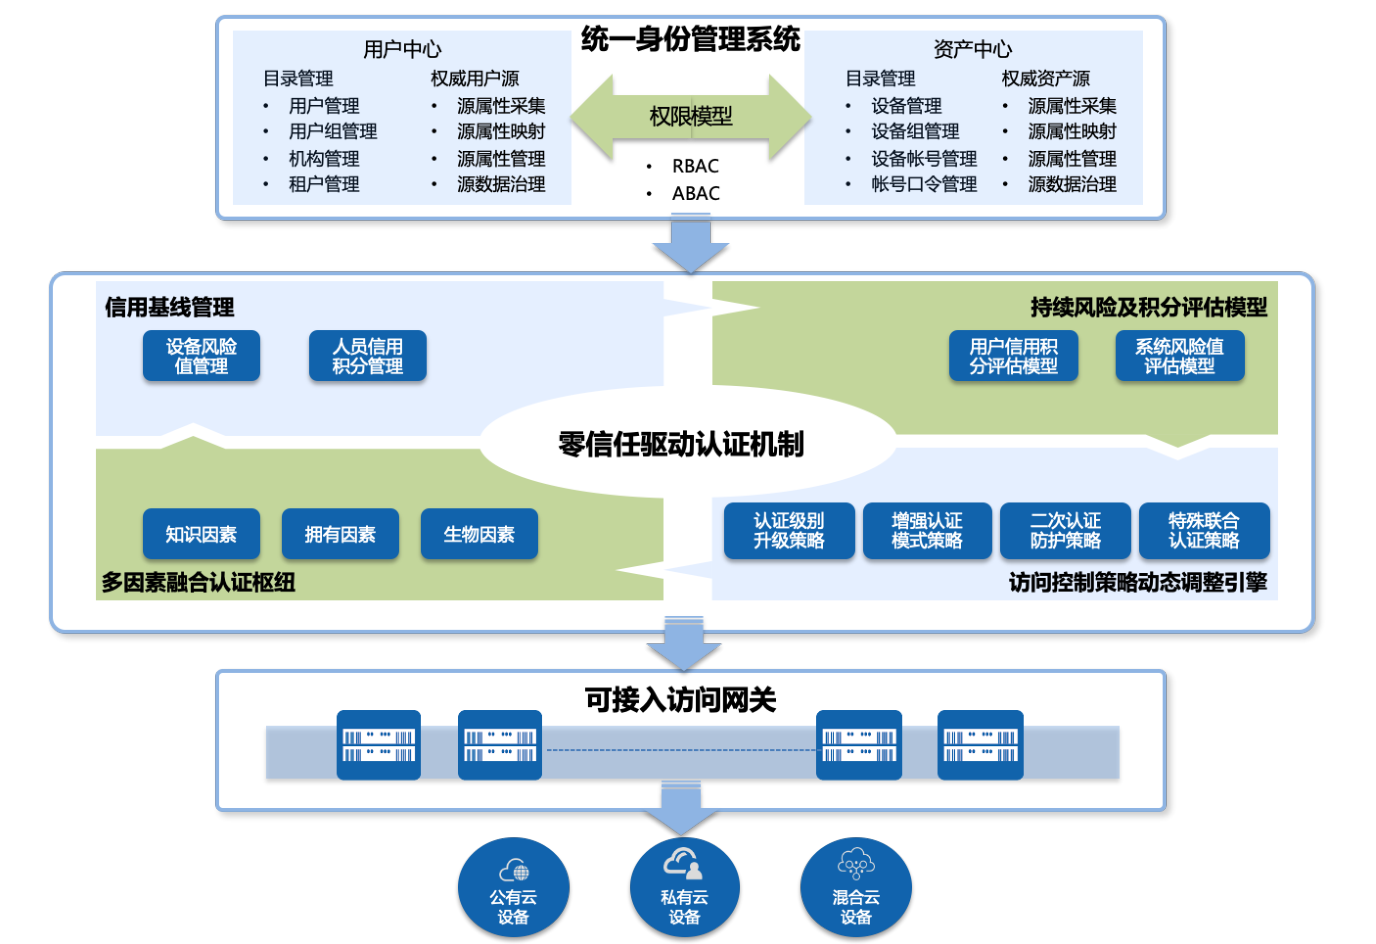 统一身份管理系统
用户中心
目录管理
• 用户管理
• 用户组管理
• 机构管理
• 租户管理
权威用户源
• 源属性采集
• 源属性映射
• 源属性管理
• 源数据治理
权限模型
• RBAC
• ABAC
资产中心
目录管理
• 设备管理
• 设备组管理
• 设备帐号管理
• 帐号口令管理
权威资产源
• 源属性采集
• 源属性映射
• 源属性管理
• 源数据治理
信用基线管理
设备风险
值管理
人员信用
积分管理
持续风险及积分评估模型
用户信用积
分评估模型
系统风险值
评估模型
零信任驱动认证机制
知识因素
拥有因素
生物因素
多因素融合认证枢纽
认证级别
升级策略
增强认证
模式策略
二次认证
防护策略
特殊联合
认证策略
访问控制策略动态调整引擎
可接入访问网关
公有云
设备
私有云
设备
混合云
设备